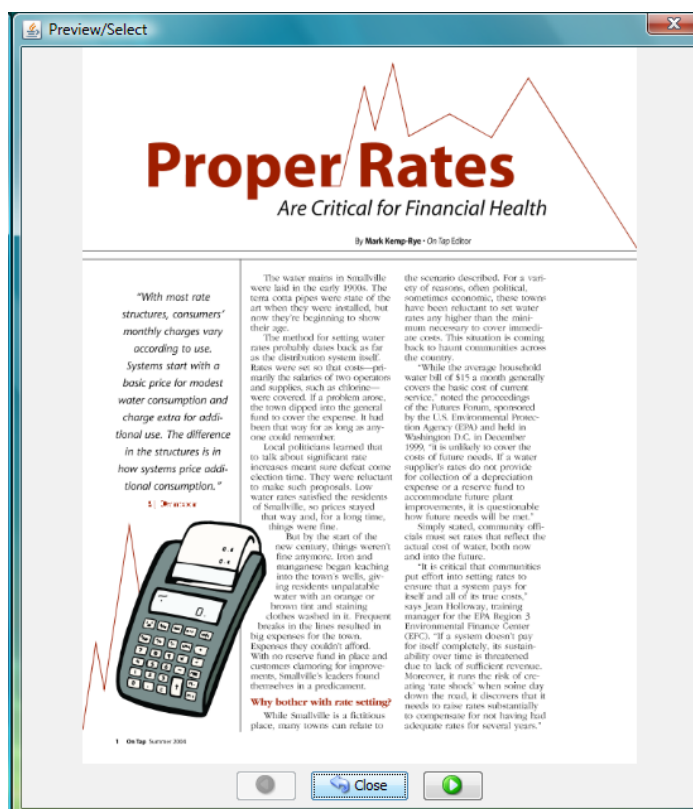 Preview/Select
Proper Rates
Are Critical for Financial Health
By Mark Kemp-Rye • On Tap Editor
"With most rate
structures, consumers'
monthly charges vary
according to use.
Systems start with a
basic price for modest
water consumption and
charge extra for addi-
tional use. The difference
in the structures is in
how systems price addi-
tional consumption."
The water mains in Smallville
were laid in the early 1900s. The
terra cotta pipes were state of the
art when they were installed, but
now they're beginning to show
their age.
The method for setting water
rates probably dates back as far
as the distribution system itself.
Rates were set so that costs—pri-
marily the salaries of two operators
and supplies, such as chlorine—
were covered. If a problem arose,
the town dipped into the general
fund to cover the expense. It had
been that way for as long as any-
one could remember.
Local politicians learned that
to talk about significant rate
increases meant sure defeat come
election time. They were reluctant
to make such proposals. Low
water rates satisfied the residents
of Smallville, so prices stayed
that way and, for a long time,
things were fine.
But by the start of the
new century, things weren't
fine anymore. Iron and
manganese began leaching
into the town's wells, giv-
ing residents unpalatable
water with an orange or
brown tint and staining
clothes washed in it. Frequent
breaks in the lines resulted in
big expenses for the town.
Expenses they couldn't afford.
With no reserve fund in place and
customers clamoring for improve-
ments, Smallville's leaders found
themselves in a predicament.
Why bother with rate setting?
While Smallville is a fictitious
place, many towns can relate to
the scenario described. For a vari-
ety of reasons, often political,
sometimes economic, these towns
have been reluctant to set water
rates any higher than the mini-
mum necessary to cover immedi-
ate costs. This situation is coming
back to haunt communities across
the country.
"While the average household
water bill of $15 a month generally
covers the basic cost of current
service," noted the proceedings
of the Futures Forum, sponsored
by the U.S. Environmental Protec-
tion Agency (EPA) and held in
Washington D.C. in December
1999, "it is unlikely to cover the
costs of future needs. If a water
supplier's rates do not provide
for collection of a depreciation
expense or a reserve fund to
accommodate future plant
improvements, it is questionable
how future needs will be met."
Simply stated, community offi-
cials must set rates that reflect the
actual cost of water, both now
and into the future.
"It is critical that communities
put effort into setting rates to
ensure that a system pays for
itself and all of its true costs,"
says Jean Holloway, training
manager for the EPA Region 3
Environmental Finance Center
(EFC). "If a system doesn't pay
for itself completely, its sustain-
ability over time is threatened
due to lack of sufficient revenue.
Moreover, it runs the risk of cre-
ating 'rate shock' when some day
down the road, it discovers that it
needs to raise rates substantially
to compensate for not having had
adequate rates for several years."
0.
On Tap Summer 2003
Close